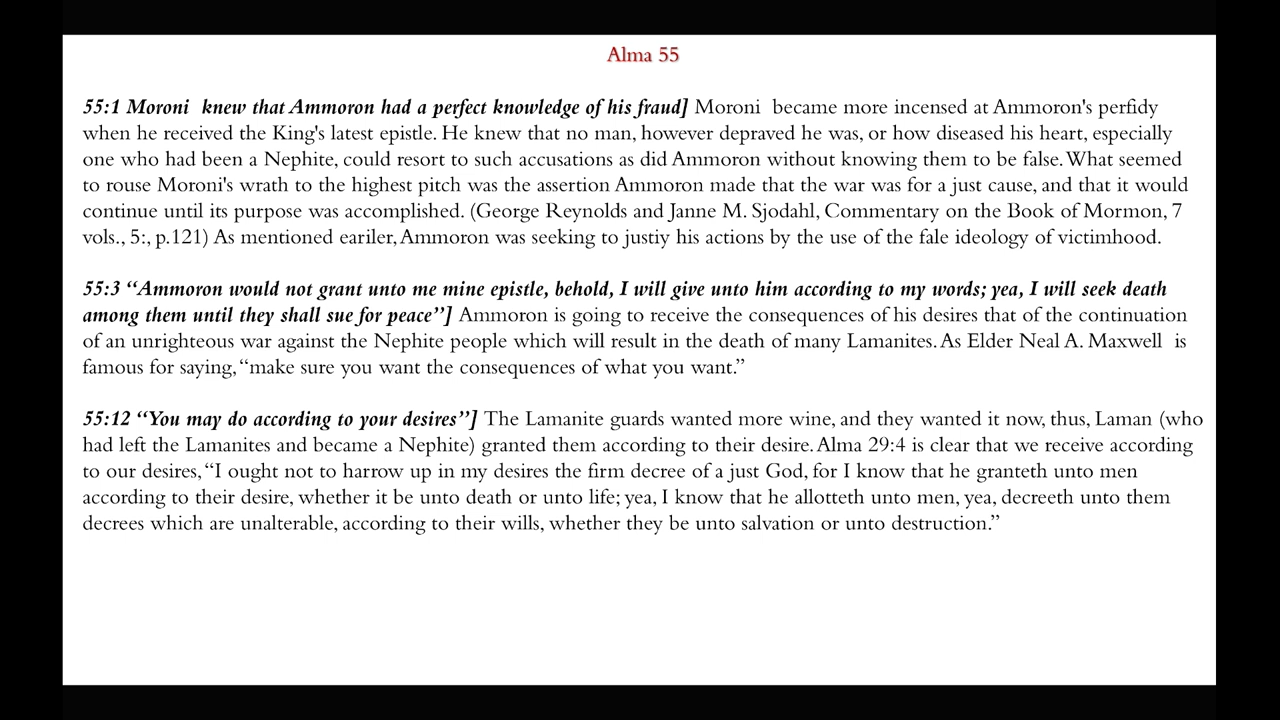 Alma 55
55:1 Moroni knew that Ammoron had a perfect knowledge of his fraud] Moroni became more incensed at Ammoron's perfidy
when he received the King's latest epistle. He knew that no man, however depraved he was, or how diseased his heart, especially
one who had been a Nephite, could resort to such accusations as did Ammoron without knowing them to be false. What seemed
to rouse Moroni's wrath to the highest pitch was the assertion Ammoron made that the war was for a just cause, and that it would
continue until its purpose was accomplished. (George Reynolds and Janne M. Sjodahl, Commentary on the Book of Mormon, 7
vols., 5:, p.121) As mentioned eariler, Ammoron was seeking to justiy his actions by the use of the fale ideology of victimhood.
55:3 “Ammoron would not grant unto me mine epistle, behold, I will give unto him according to my words; yea, I will seek death
among them until they shall sue for peace”] Ammoron is going to receive the consequences of his desires that of the continuation
of an unrighteous war against the Nephite people which will result in the death of many Lamanites. As Elder Neal A. Maxwell is
famous for saying, “make sure you want the consequences of what you want.”
55:12 “You may do according to your desires”] The Lamanite guards wanted more wine, and they wanted it now, thus, Laman (who
had left the Lamanites and became a Nephite) granted them according to their desire. Alma 29:4 is clear that we receive according
to our desires, “I ought not to harrow up in my desires the firm decree of a just God, for I know that he granteth unto men
according to their desire, whether it be unto death or unto life; yea, I know that he allotteth unto men, yea, decreeth unto them
decrees which are unalterable, according to their wills, whether they be unto salvation or unto destruction.”